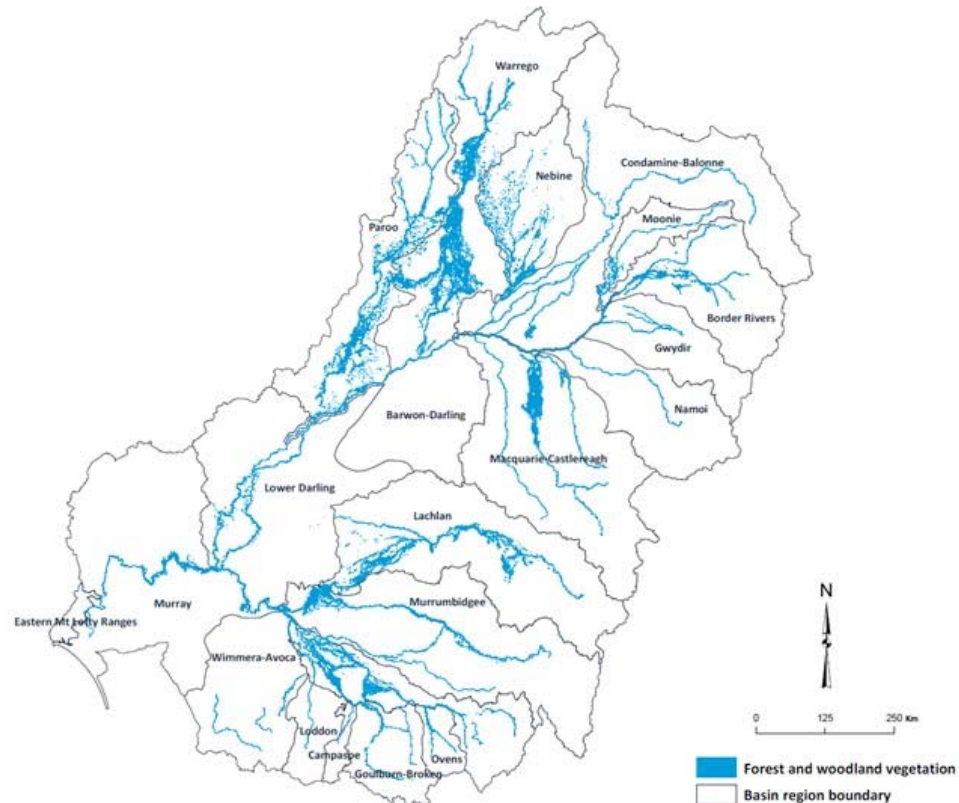 Warrego
Condamine-Balonne
Nebine
Moonie
Paroo
Border Rivers
Gwydir
Namoi
Barwon-Darling
Macquarie-Castlereagh
Lower Darling
Lachlan
Murray
Murrumbidgee
Eastern Mt Lofty Ranges
Wimmera-Avoca
Loddon
Campaspe
Ovens
Goulburn-Broken
N
0 125 250 Km
Forest and woodland vegetation
Basin region boundary